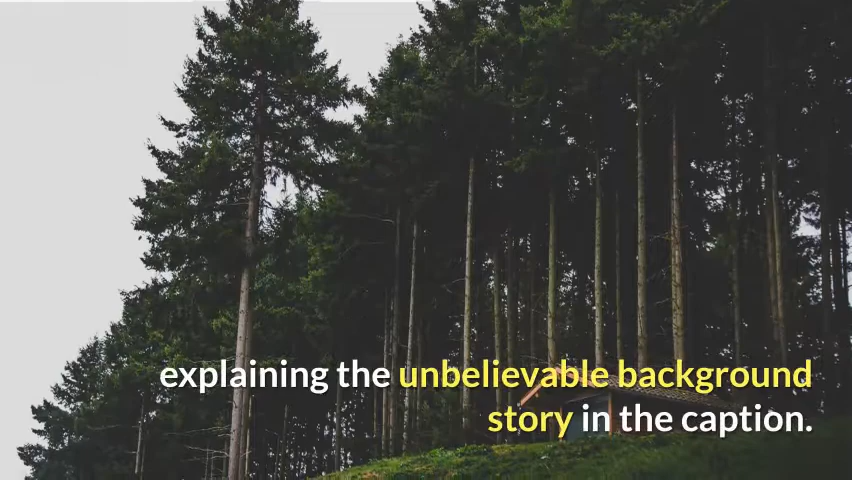 explaining the unbelievable background
story in the caption.